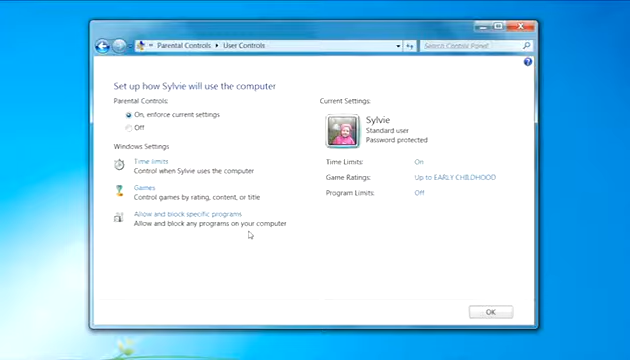 Parental Controls ▸ User Controls
Search Control Panel
Set up how Sylvie will use the computer
Parental Controls:
On, enforce current settings
Off
Windows Settings
Time limits
Control when Sylvie uses the computer
Games
Control games by rating, content, or title
Allow and block specific programs
Allow and block any programs on your computer
Current Settings:
Sylvie
Standard user
Password protected
Time Limits: On
Game Ratings: Up to EARLY CHILDHOOD
Program Limits: Off
OK